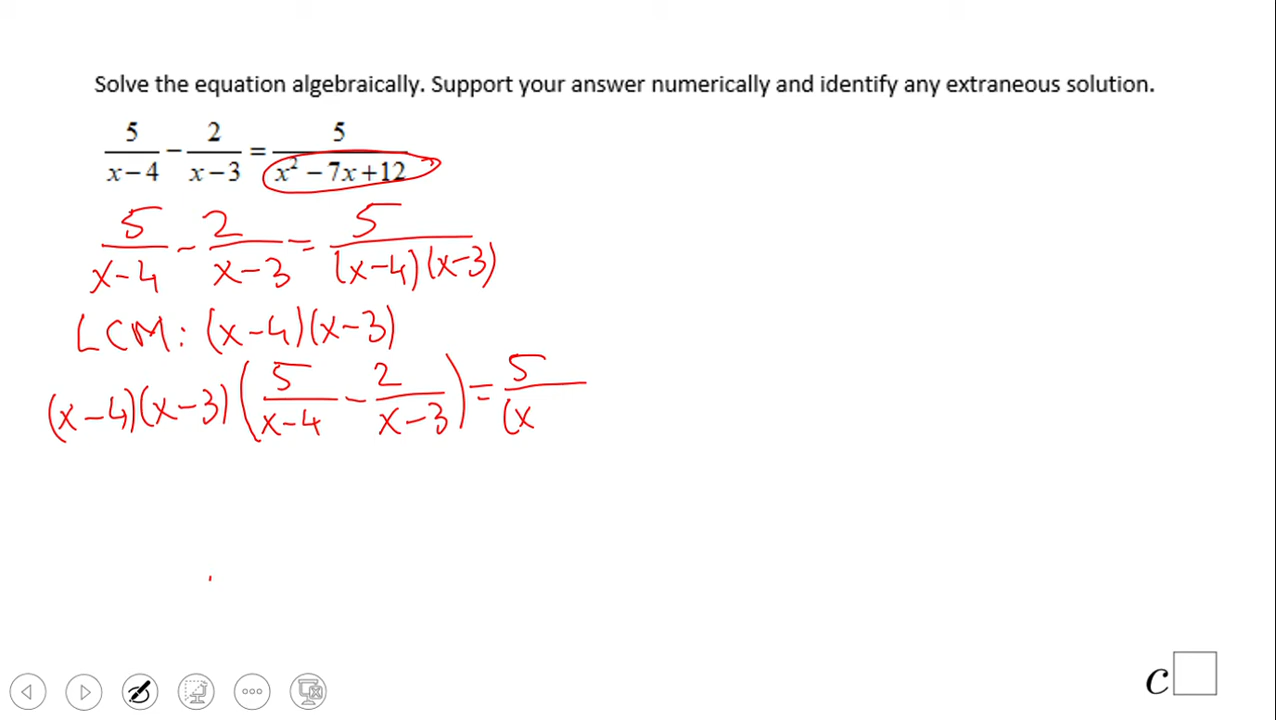 Solve the equation algebraically. Support your answer numerically and identify any extraneous solution.
5/(x-4) - 2/(x-3) = 5/(x² - 7x + 12)
5/(x-4) - 2/(x-3) = 5/((x-4)(x-3))
LCM: (x-4)(x-3)
(x-4)(x-3)(5/(x-4) - 2/(x-3)) = 5/(x
c